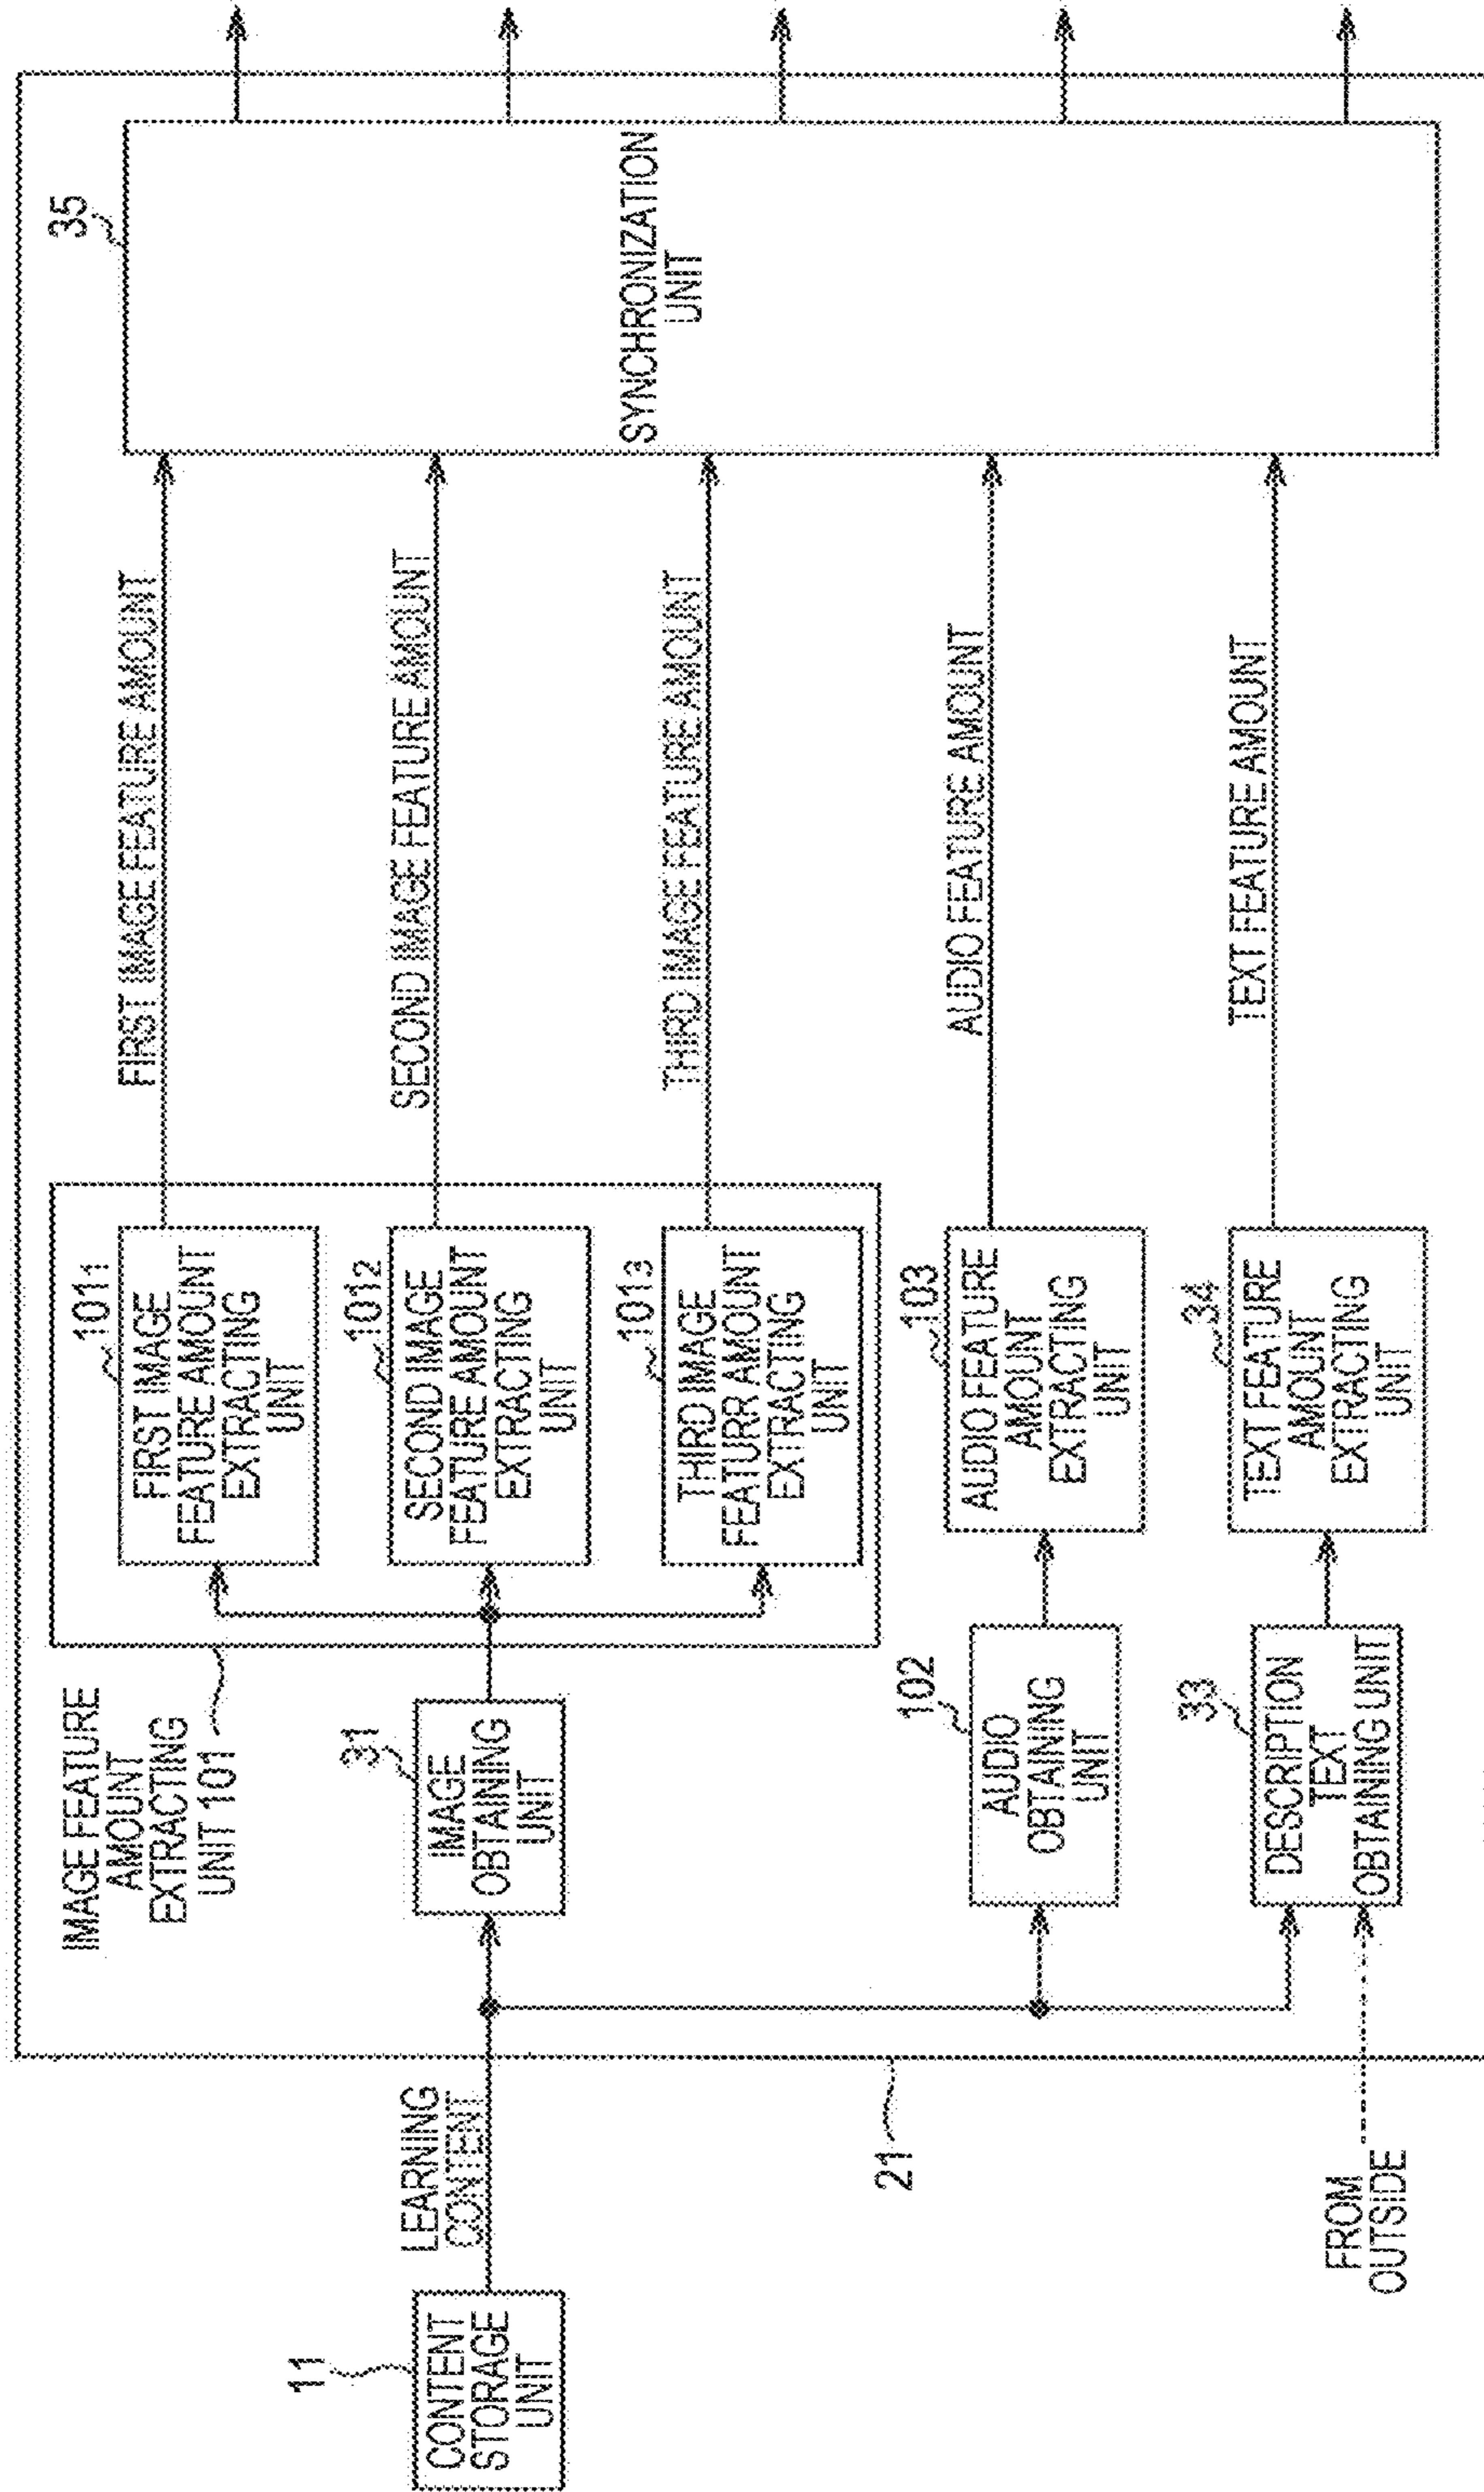 11
CONTENT
STORAGE
UNIT
LEARNING
CONTENT
21
FROM
OUTSIDE
IMAGE FEATURE
AMOUNT
EXTRACTING
UNIT 101
31
IMAGE
OBTAINING
UNIT
102
AUDIO
OBTAINING
UNIT
33
DESCRIPTION
TEXT
OBTAINING UNIT
101₁
FIRST IMAGE
FEATURE AMOUNT
EXTRACTING
UNIT
101₂
SECOND IMAGE
FEATURE AMOUNT
EXTRACTING
UNIT
101₃
THIRD IMAGE
FEATURR AMOUNT
EXTRACTING
UNIT
103
AUDIO FEATURE
AMOUNT
EXTRACTING
UNIT
34
TEXT FEATURE
AMOUNT
EXTRACTING
UNIT
FIRST IMAGE FEATURE AMOUNT
SECOND IMAGE FEATURE AMOUNT
THIRD IMAGE FEATURE AMOUNT
AUDIO FEATURE AMOUNT
TEXT FEATURE AMOUNT
35
SYNCHRONIZATION
UNIT